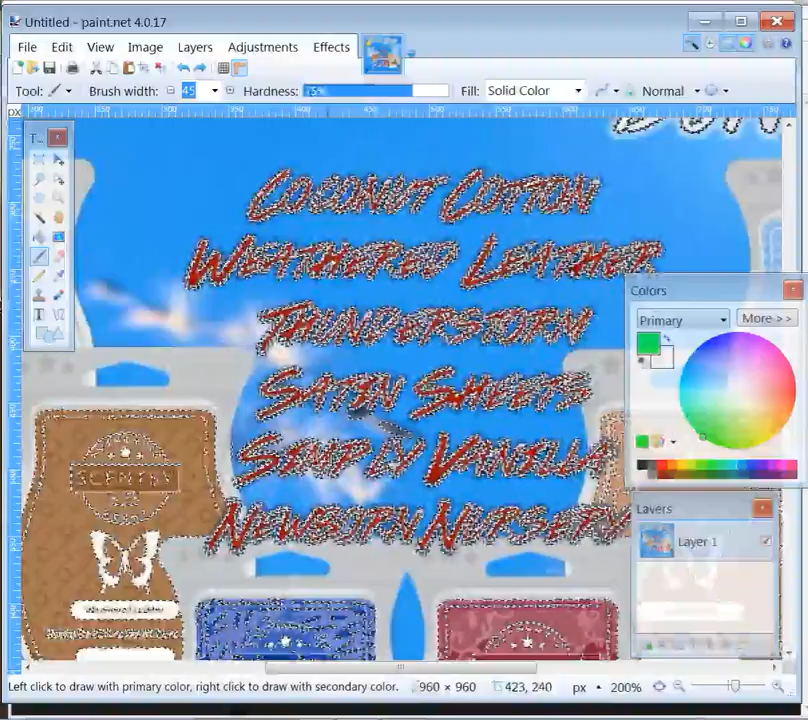 Untitled - paint.net 4.0.17
File Edit View Image Layers Adjustments Effects
Tool: Brush width: 45 Hardness: 75% Fill: Solid Color Normal
px
T...
COCONUT COTTON
WEATHERED LEATHER
THUNDERSTORM
SATIN SHEETS
SIMPLY VANILLA
NEWBORN NURSERY
SCENTSY
Colors
Primary More >>
Layers
Layer 1
Left click to draw with primary color, right click to draw with secondary color. 960 × 960 423, 240 px 200%